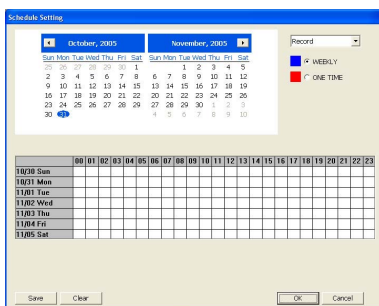 Schedule Setting
October, 2005 November, 2005
Sun Mon Tue Wed Thu Fri Sat Sun Mon Tue Wed Thu Fri Sat
25 26 27 28 29 30 1 1 2 3 4 5
2 3 4 5 6 7 8 6 7 8 9 10 11 12
9 10 11 12 13 14 15 13 14 15 16 17 18 19
16 17 18 19 20 21 22 20 21 22 23 24 25 26
23 24 25 26 27 28 29 27 28 29 30 1 2 3
30 31 4 5 6 7 8 9 10
Record
WEEKLY
ONE TIME
00 01 02 03 04 05 06 07 08 09 10 11 12 13 14 15 16 17 18 19 20 21 22 23
10/30 Sun
10/31 Mon
11/01 Tue
11/02 Wed
11/03 Thu
11/04 Fri
11/05 Sat
Save Clear OK Cancel